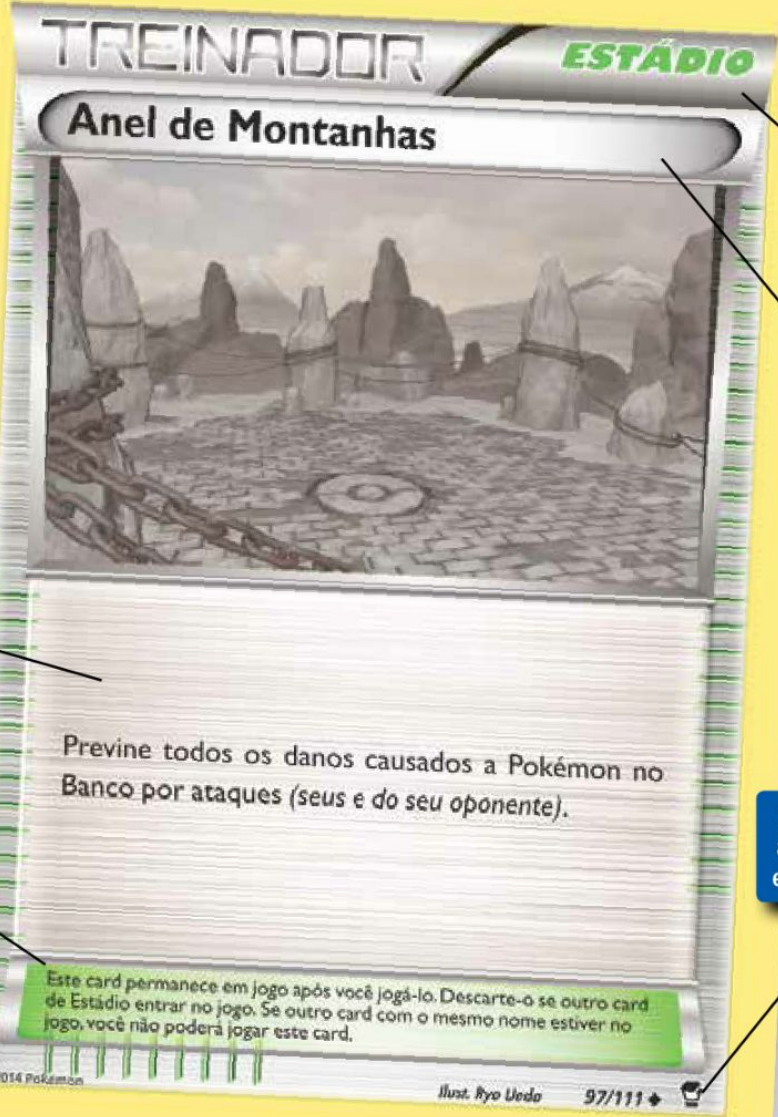 TREINADOR
ESTÁDIO
Anel de Montanhas
Previne todos os danos causados a Pokémon no
Banco por ataques (seus e do seu oponente).
Este card permanece em jogo após você jogá-lo. Descarte-o se outro card
de Estádio entrar no jogo. Se outro card com o mesmo nome estiver no
jogo, você não poderá jogar este card.
2014 Pokémon
Ilust. Ryo Ueda
97/111